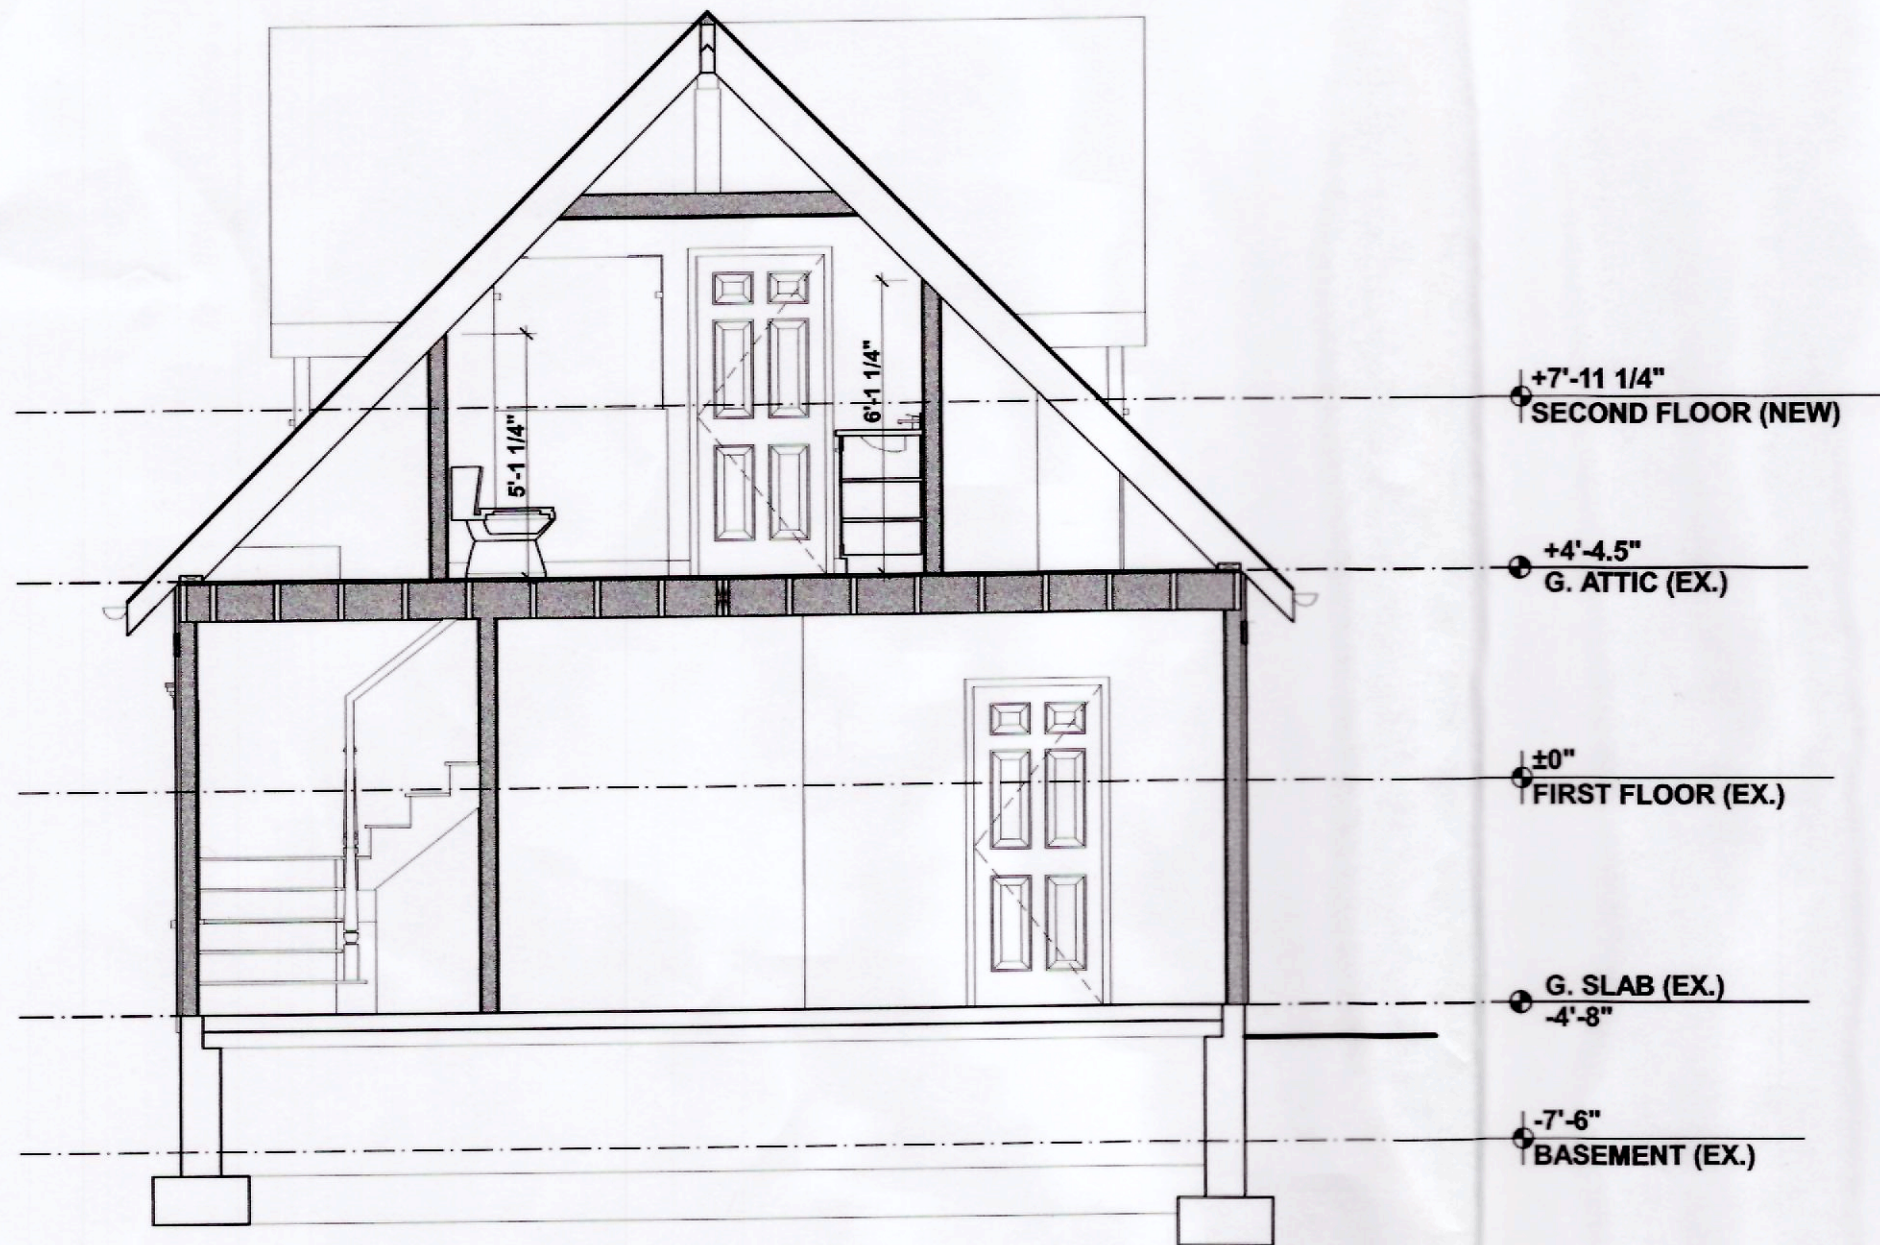 5'-1 1/4"
6'-1 1/4"
+7'-11 1/4"
SECOND FLOOR (NEW)
+4'-4.5"
G. ATTIC (EX.)
±0"
FIRST FLOOR (EX.)
G. SLAB (EX.)
-4'-8"
-7'-6"
BASEMENT (EX.)